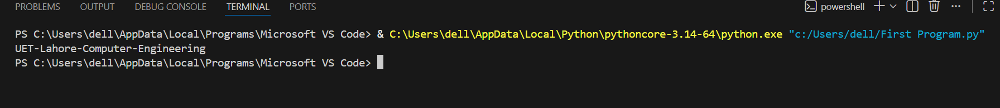 PROBLEMS OUTPUT DEBUG CONSOLE TERMINAL PORTS powershell
PS C:\Users\dell\AppData\Local\Programs\Microsoft VS Code> & C:\Users\dell\AppData\Local\Python\pythoncore-3.14-64\python.exe "c:/Users/dell/First Program.py"
UET-Lahore-Computer-Engineering
PS C:\Users\dell\AppData\Local\Programs\Microsoft VS Code>